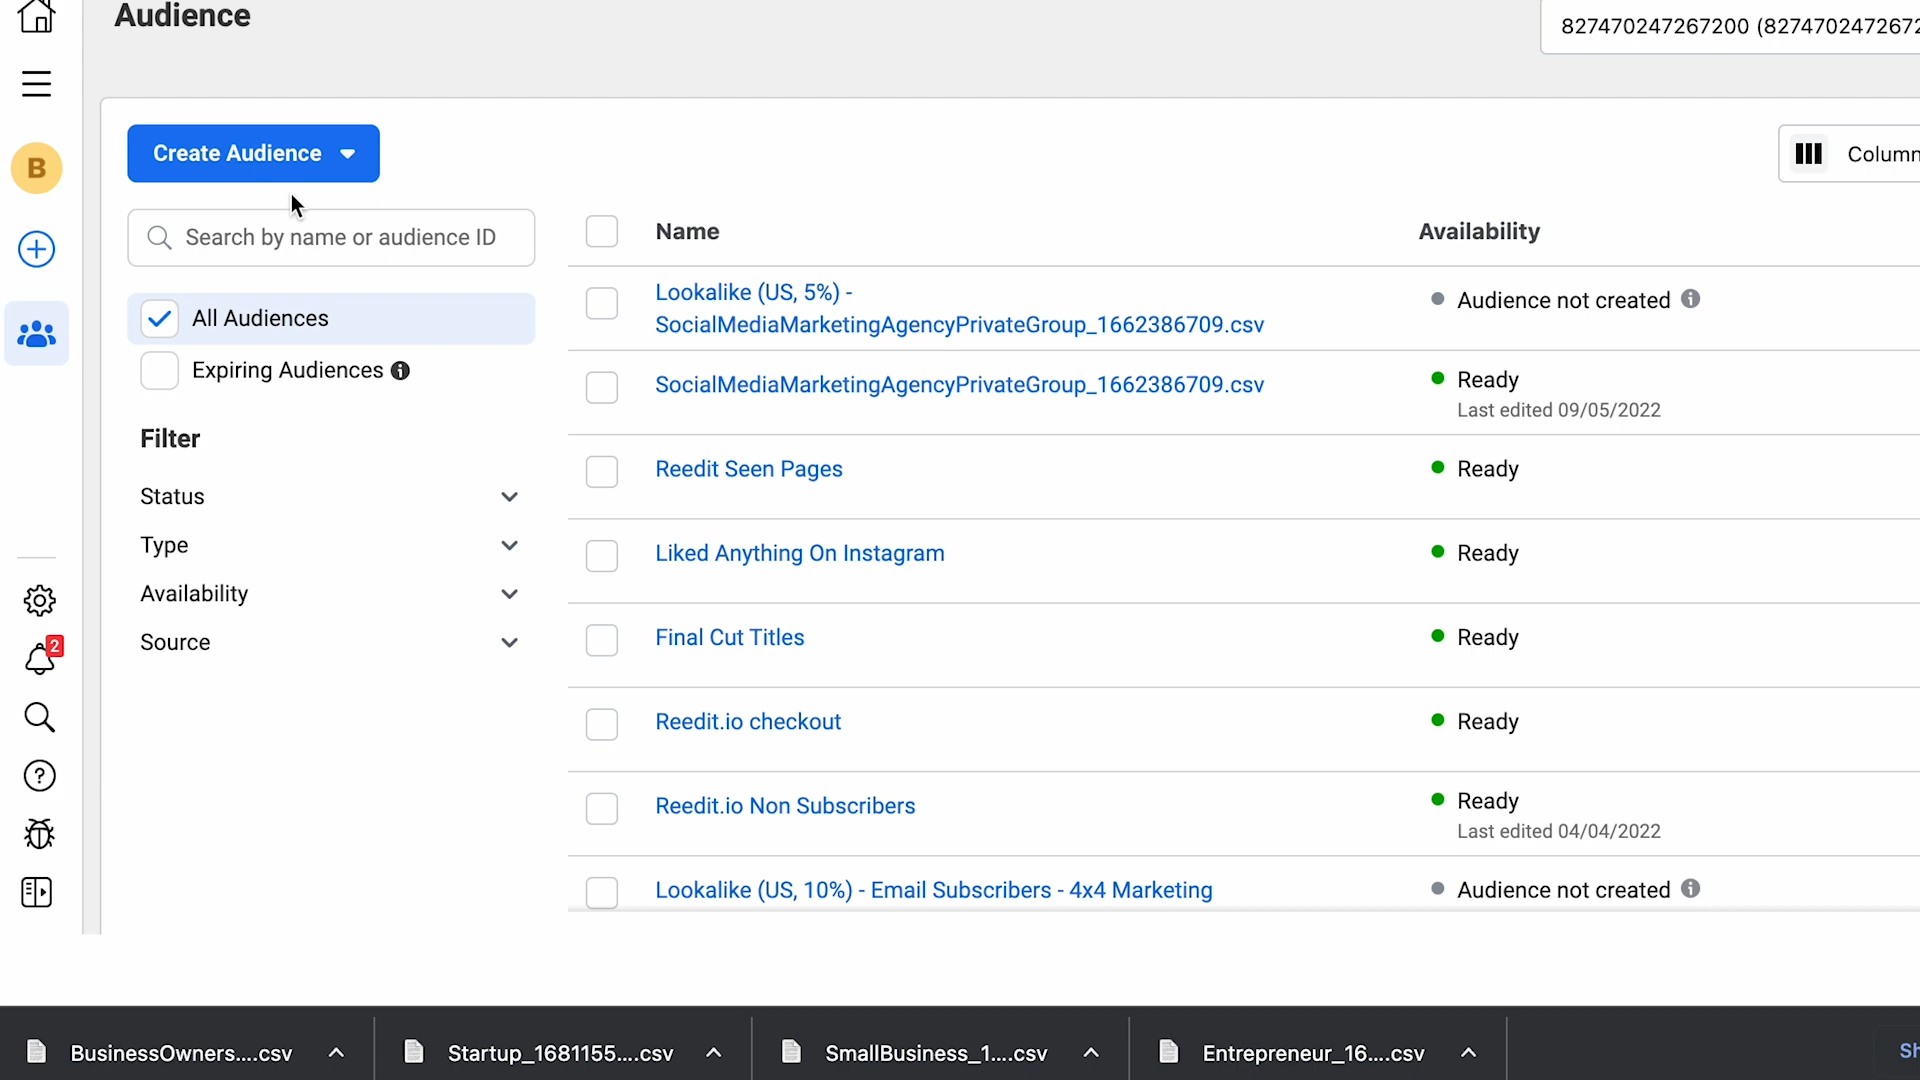 Audience
827470247267200 (8274702472672
B
Create Audience
Column
Search by name or audience ID
Name
Availability
All Audiences
Expiring Audiences
Filter
Status
Type
Availability
Source
2
Lookalike (US, 5%) -
SocialMediaMarketingAgencyPrivateGroup_1662386709.csv
Audience not created
SocialMediaMarketingAgencyPrivateGroup_1662386709.csv
Ready
Last edited 09/05/2022
Reedit Seen Pages
Ready
Liked Anything On Instagram
Ready
Final Cut Titles
Ready
Reedit.io checkout
Ready
Reedit.io Non Subscribers
Ready
Last edited 04/04/2022
Lookalike (US, 10%) - Email Subscribers - 4x4 Marketing
Audience not created
BusinessOwners....csv
Startup_1681155....csv
SmallBusiness_1....csv
Entrepreneur_16....csv
Sh